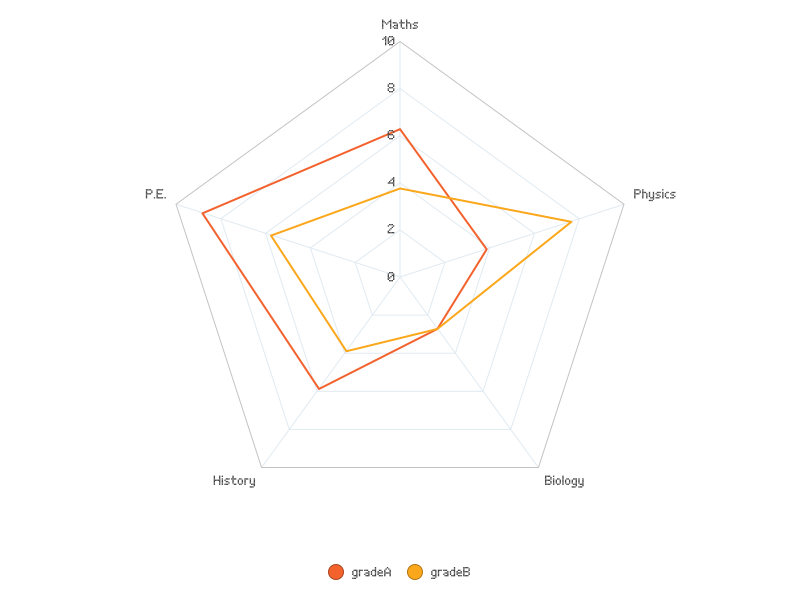 Maths
10
8
6
4
2
0
P.E.
Physics
History
Biology
gradeA
gradeB